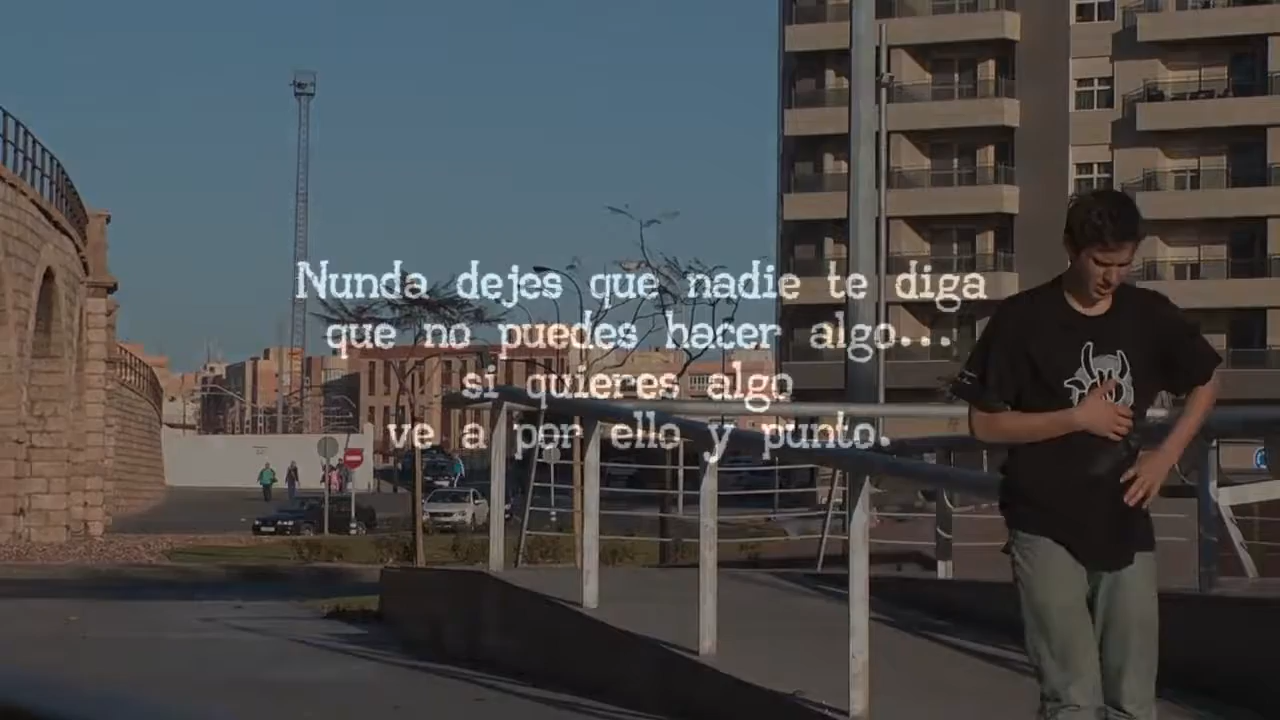 Nunda dejes que nadie te diga
que no puedes hacer algo...
si quieres algo
ve a por ello y punto.